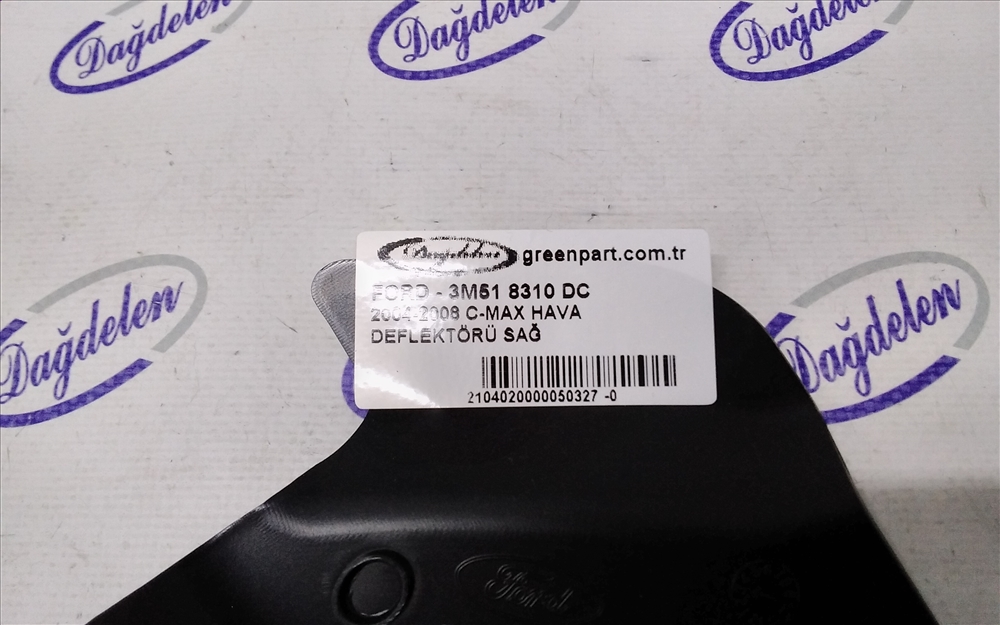 Dağdelen
Dağdelen
Dağdelen
Dağdelen
Dağdelen
Dağdelen greenpart.com.tr
FORD - 3M51 8310 DC
2004-2008 C-MAX HAVA
DEFLEKTÖRÜ SAĞ
2104020000050327 -0
Ford